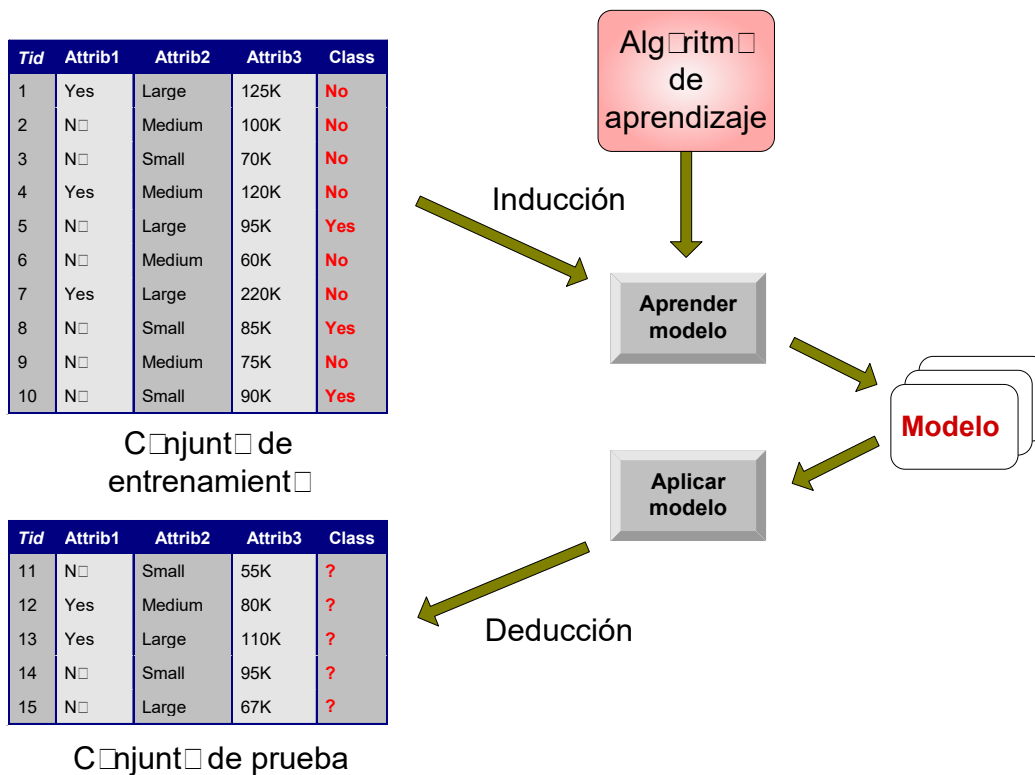 Tid Attrib1 Attrib2 Attrib3 Class
1 Yes Large 125K No
2 N□ Medium 100K No
3 N□ Small 70K No
4 Yes Medium 120K No
5 N□ Large 95K Yes
6 N□ Medium 60K No
7 Yes Large 220K No
8 N□ Small 85K Yes
9 N□ Medium 75K No
10 N□ Small 90K Yes
C□njunt□ de
entrenamient□
Alg□ritm□
de
aprendizaje
Inducción
Aprender
modelo
Modelo
Aplicar
modelo
Deducción
Tid Attrib1 Attrib2 Attrib3 Class
11 N□ Small 55K ?
12 Yes Medium 80K ?
13 Yes Large 110K ?
14 N□ Small 95K ?
15 N□ Large 67K ?
C□njunt□ de prueba